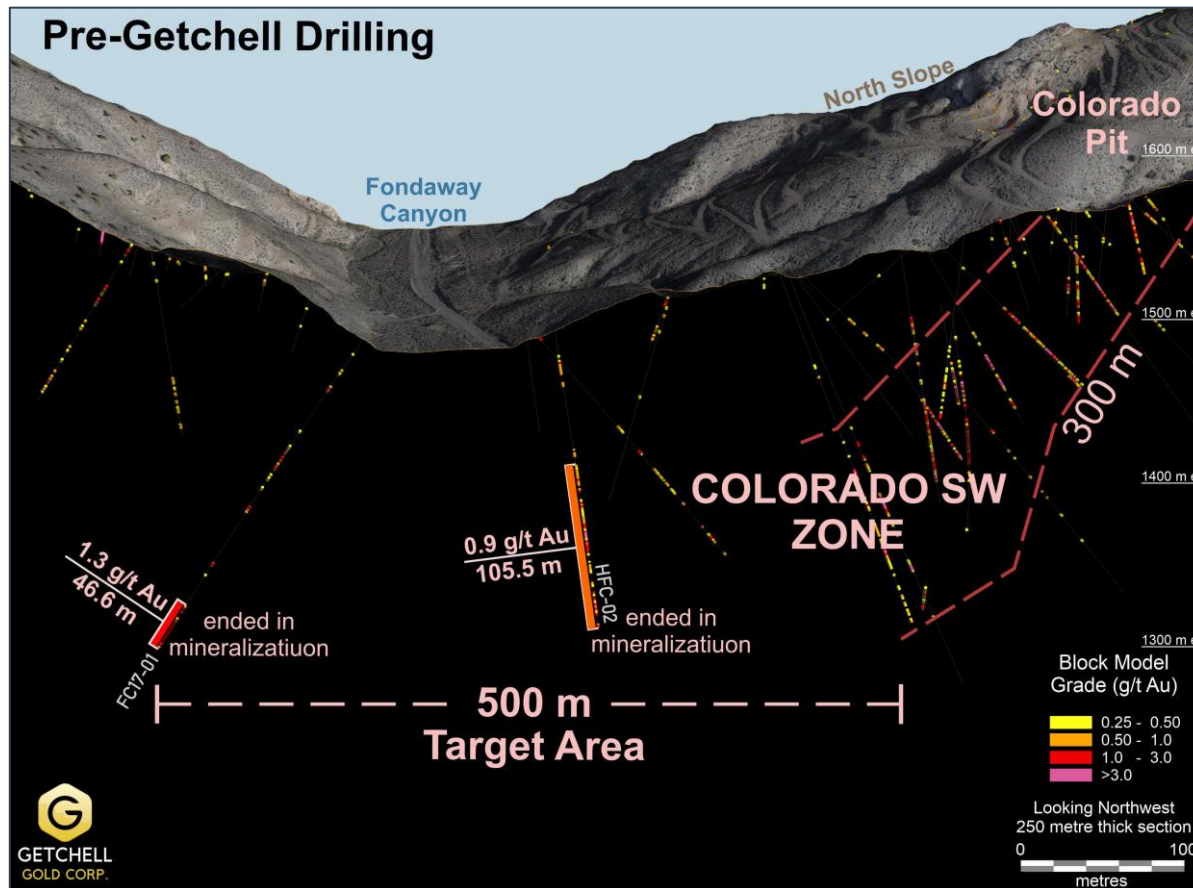 Pre-Getchell Drilling
North Slope
Colorado
Pit
1600 m e
Fondaway
Canyon
1500 m e
300 m
1400 m e
COLORADO SW
ZONE
0.9 g/t Au
105.5 m
HFC-02
1.3 g/t Au
46.6 m
FC17-01
ended in
mineralizatiuon
ended in
mineralizatiuon
1300 m e
500 m
Target Area
Block Model
Grade (g/t Au)
0.25 - 0.50
0.50 - 1.0
1.0 - 3.0
>3.0
Looking Northwest
250 metre thick section
0 100
metres
G
GETCHELL
GOLD CORP.